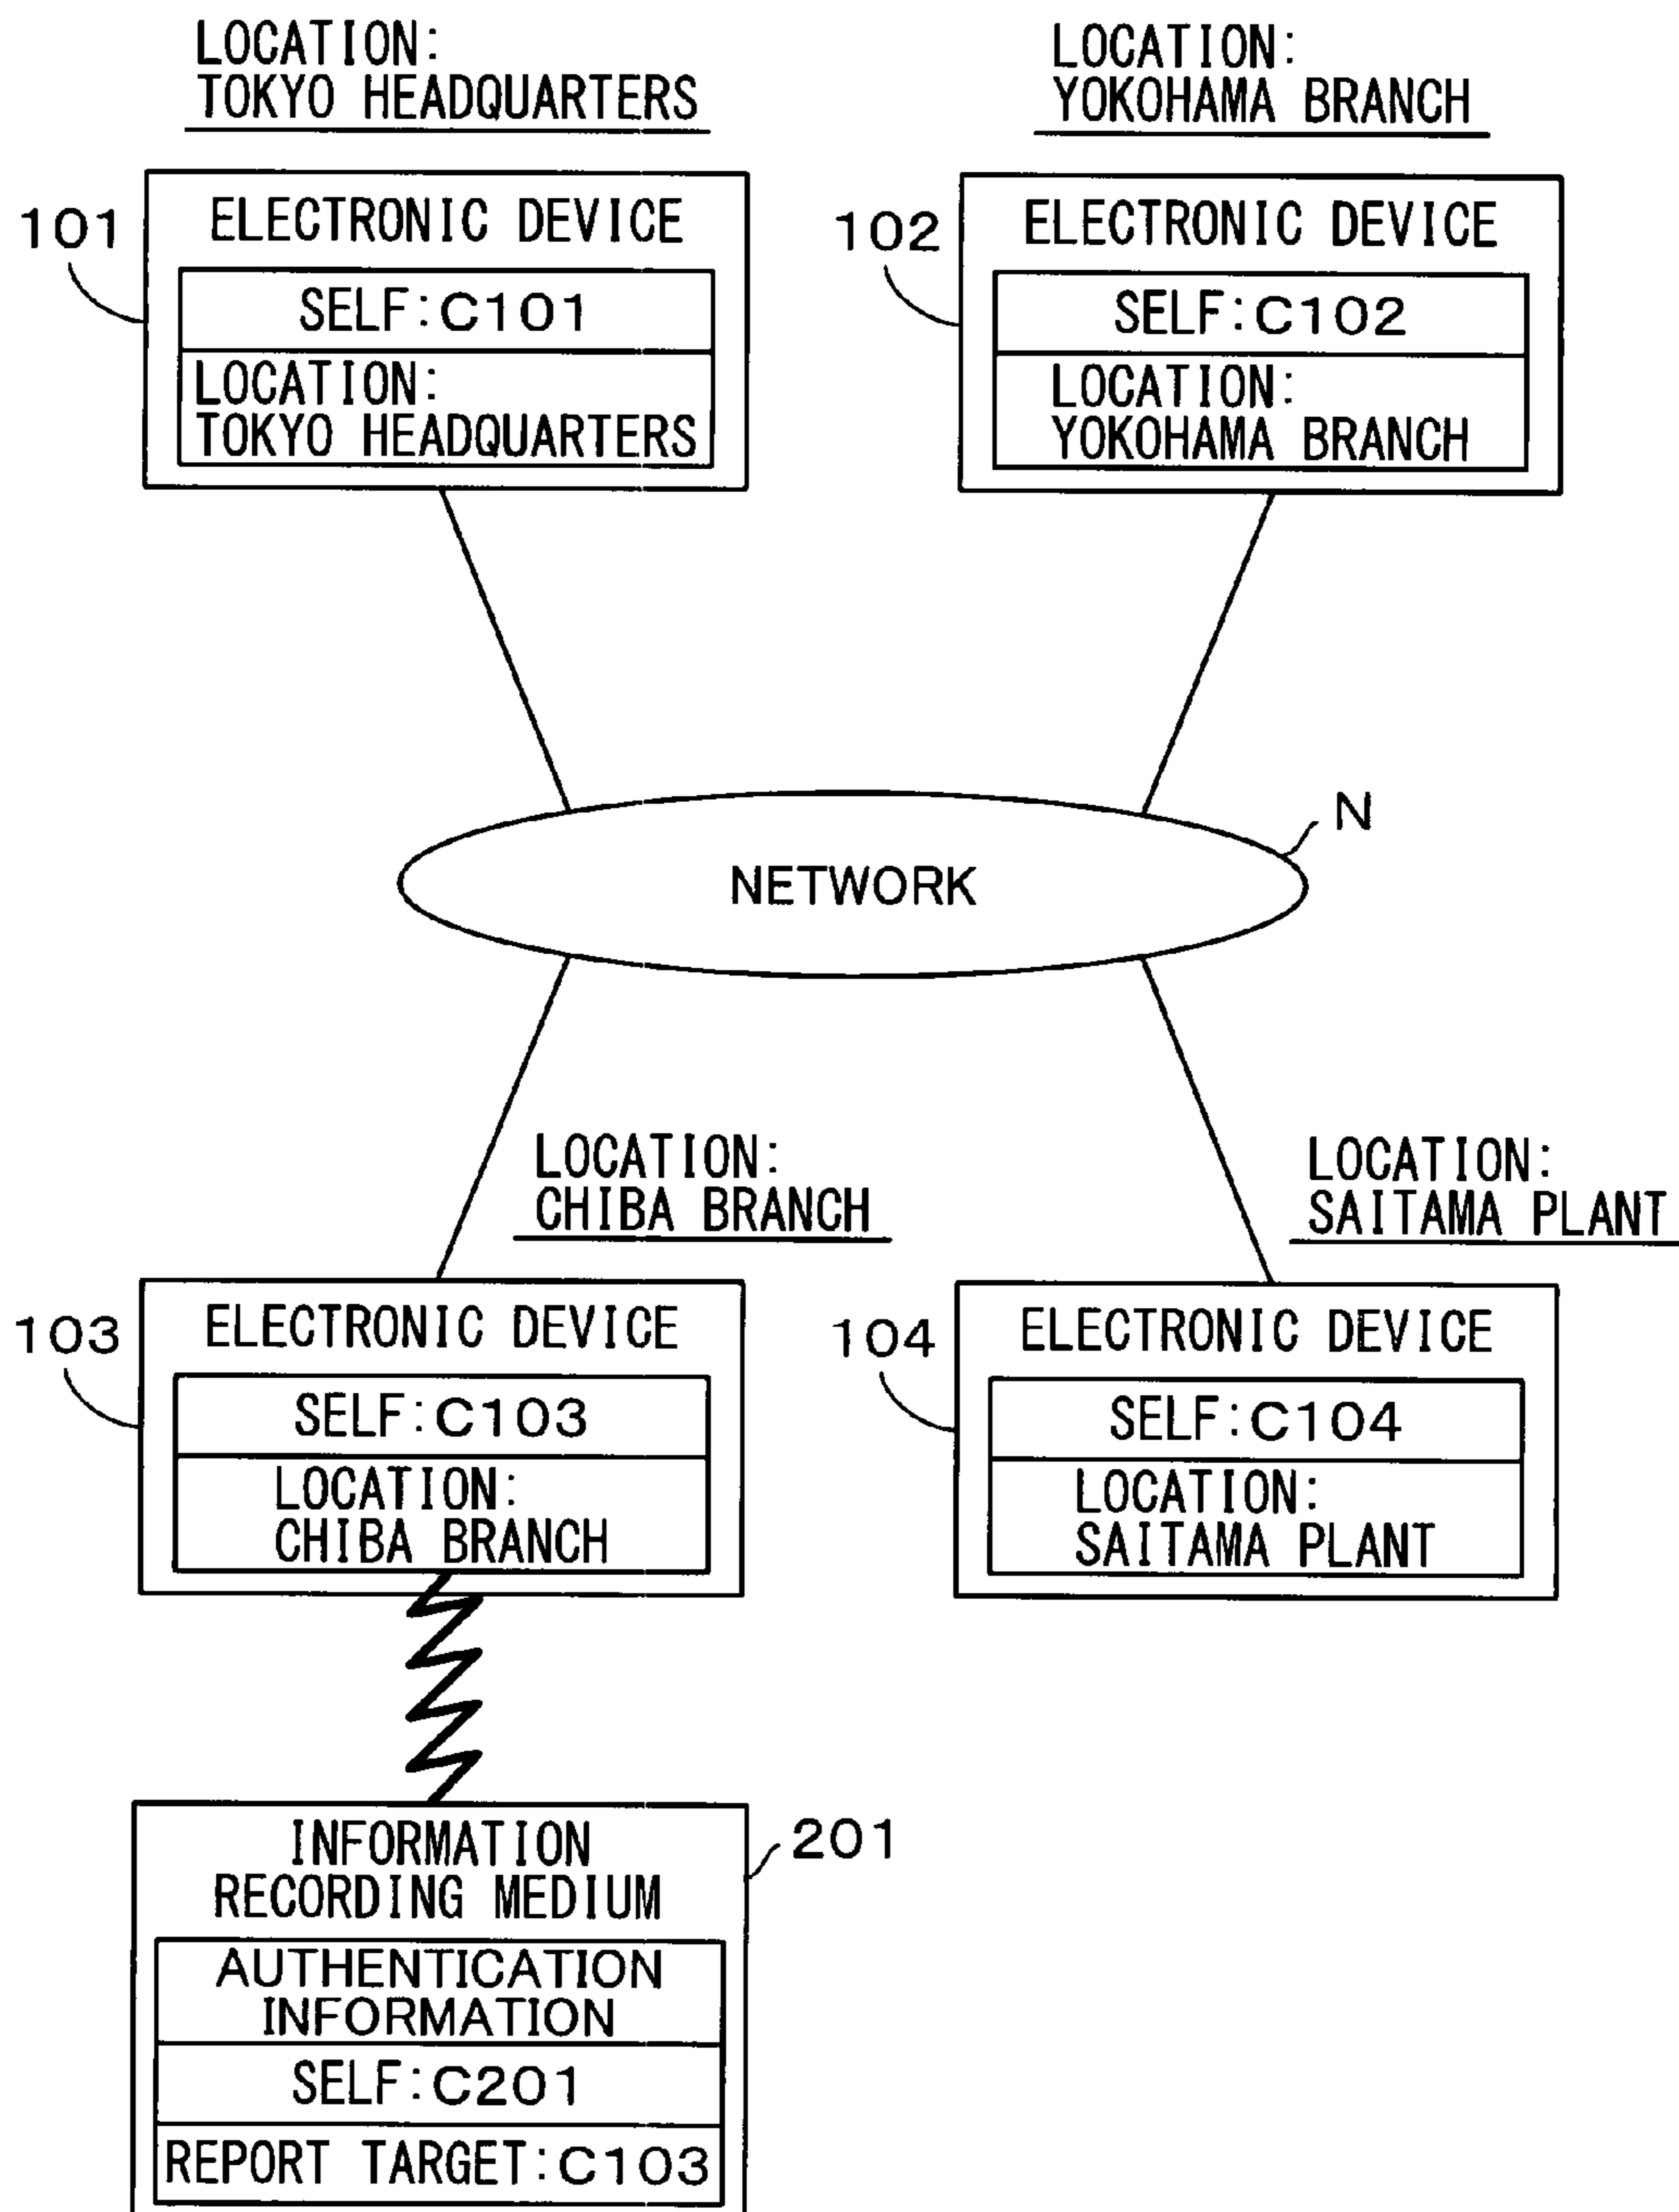 LOCATION:
TOKYO HEADQUARTERS
LOCATION:
YOKOHAMA BRANCH
101
ELECTRONIC DEVICE
SELF:C101
LOCATION:
TOKYO HEADQUARTERS
102
ELECTRONIC DEVICE
SELF:C102
LOCATION:
YOKOHAMA BRANCH
N
NETWORK
LOCATION:
CHIBA BRANCH
LOCATION:
SAITAMA PLANT
103
ELECTRONIC DEVICE
SELF:C103
LOCATION:
CHIBA BRANCH
104
ELECTRONIC DEVICE
SELF:C104
LOCATION:
SAITAMA PLANT
201
INFORMATION
RECORDING MEDIUM
AUTHENTICATION
INFORMATION
SELF:C201
REPORT TARGET:C103